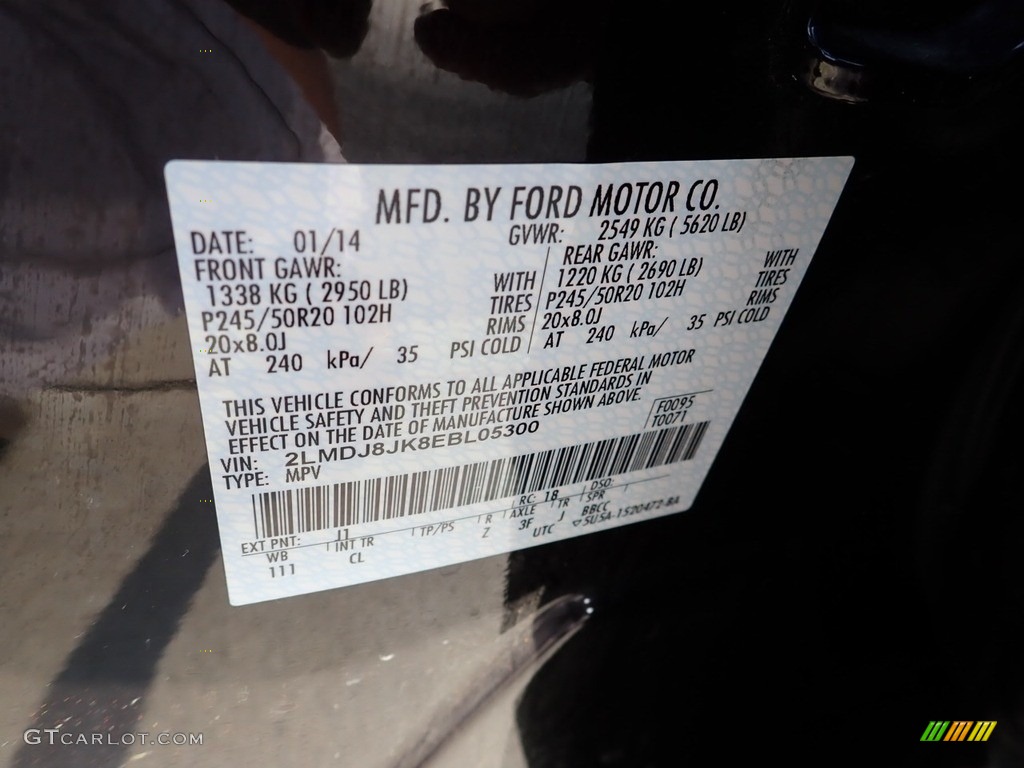 MFD. BY FORD MOTOR CO.
DATE: 01/14 GVWR: 2549 KG ( 5620 LB)
FRONT GAWR: REAR GAWR:
1338 KG ( 2950 LB) WITH 1220 KG ( 2690 LB) WITH
P245/50R20 102H TIRES P245/50R20 102H TIRES
20x8.0J RIMS 20x8.0J RIMS
AT 240 kPa/ 35 PSI COLD AT 240 kPa/ 35 PSI COLD
THIS VEHICLE CONFORMS TO ALL APPLICABLE FEDERAL MOTOR
VEHICLE SAFETY AND THEFT PREVENTION STANDARDS IN
EFFECT ON THE DATE OF MANUFACTURE SHOWN ABOVE.
F0095
T0071
VIN: 2LMDJ8JK8EBL05300
TYPE: MPV
EXT PNT: J1 RC: 18 DSO:
WB INT TR TP/PS R AXLE TR SPR
111 CL Z 3F J BBCC
UTC 5U5A-1520472-BA
GTCARLOT.COM